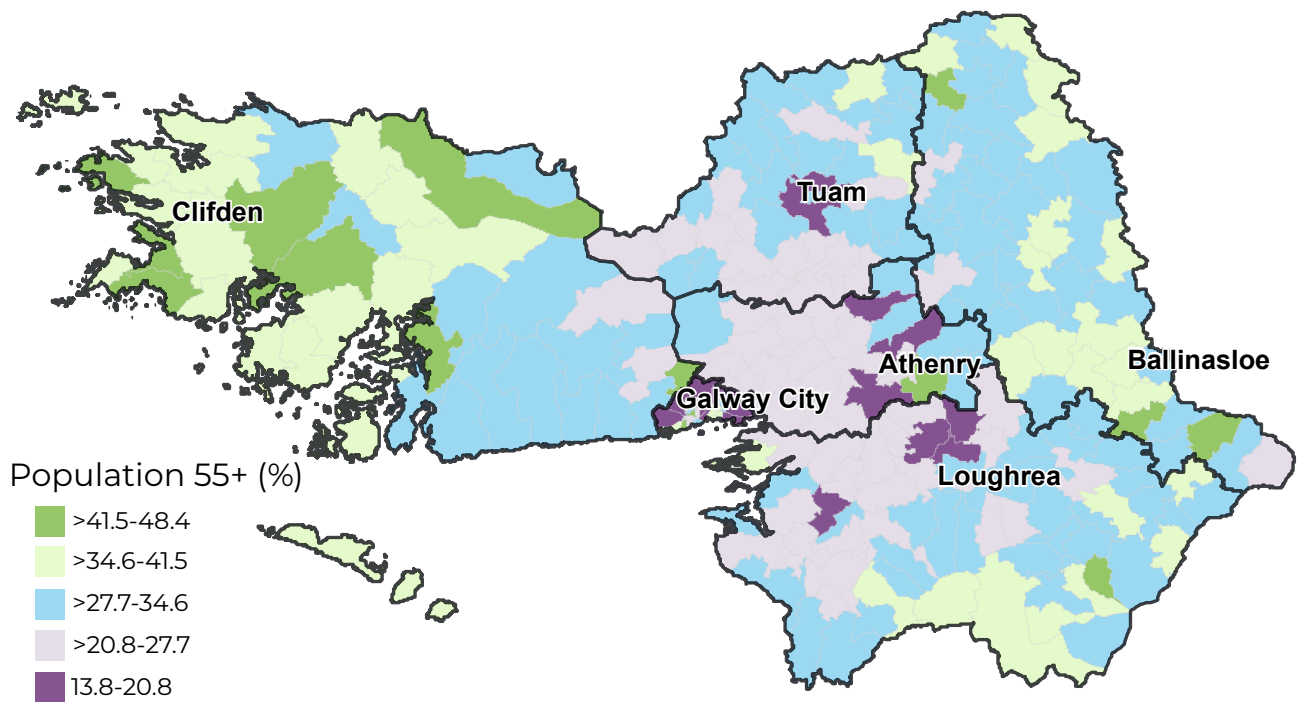 Tuam
Clifden
Athenry
Ballinasloe
Galway City
Loughrea
Population 55+ (%)
>41.5-48.4
>34.6-41.5
>27.7-34.6
>20.8-27.7
13.8-20.8